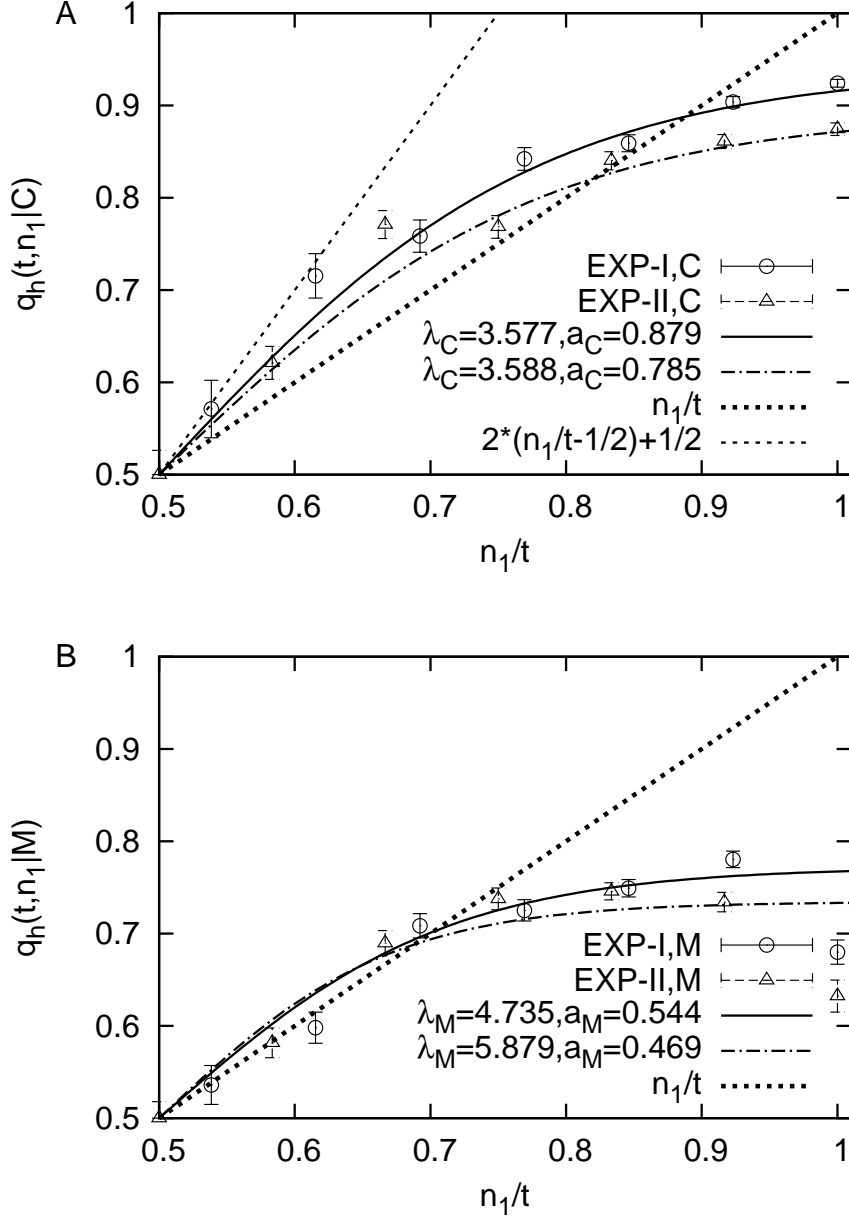 A
1
0.9
0.8
0.7
0.6
0.5
q_h(t,n_1|C)
EXP-I,C
EXP-II,C
λ_C=3.577,a_C=0.879
λ_C=3.588,a_C=0.785
n_1/t
2*(n_1/t-1/2)+1/2
0.5 0.6 0.7 0.8 0.9 1
n_1/t
B
1
0.9
0.8
0.7
0.6
0.5
q_h(t,n_1|M)
EXP-I,M
EXP-II,M
λ_M=4.735,a_M=0.544
λ_M=5.879,a_M=0.469
n_1/t
0.5 0.6 0.7 0.8 0.9 1
n_1/t